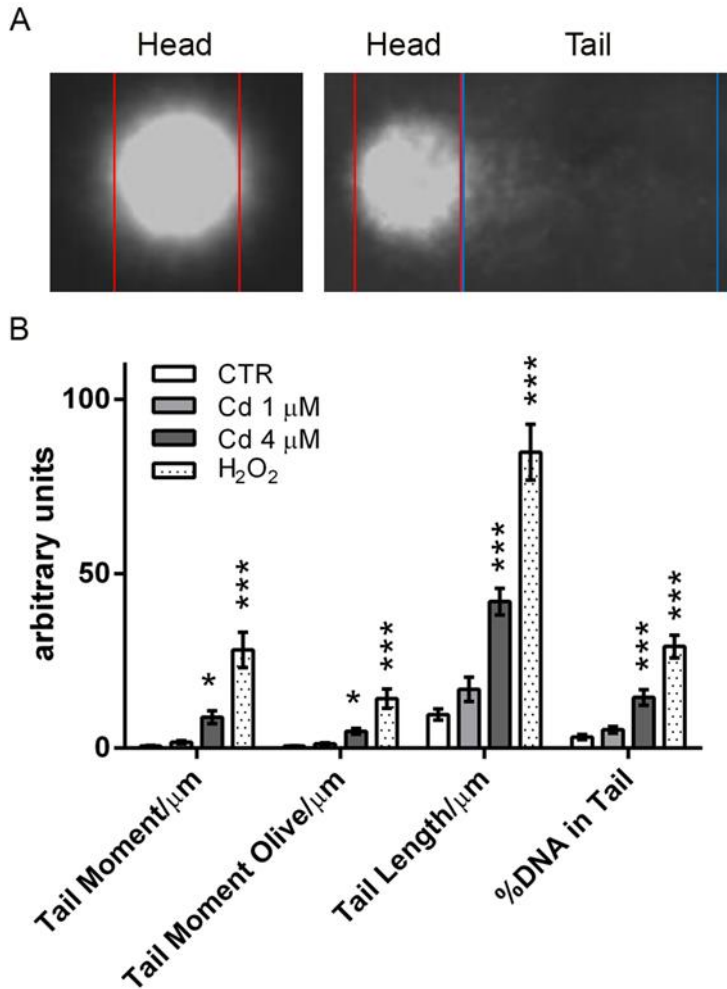 A
Head Head Tail
B
CTR
Cd 1 μM
Cd 4 μM
H₂O₂
100
50
0
arbitrary units
* *** * *** *** *** *** ***
Tail Moment/μm
Tail Moment Olive/μm
Tail Length/μm
%DNA in Tail